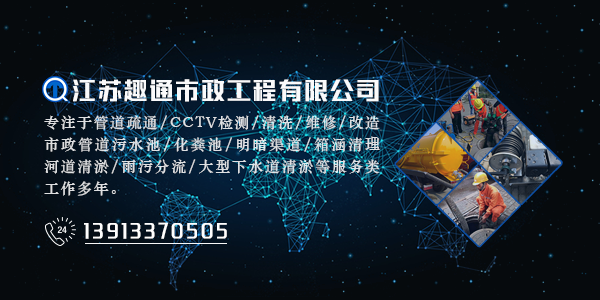 江苏趣通市政工程有限公司
专注于管道疏通/CCTV检测/清洗/维修/改造
市政管道污水池/化粪池/明暗渠道/箱涵清理
河道清淤/雨污分流/大型下水道清淤等服务类
工作多年。
24 13913370505